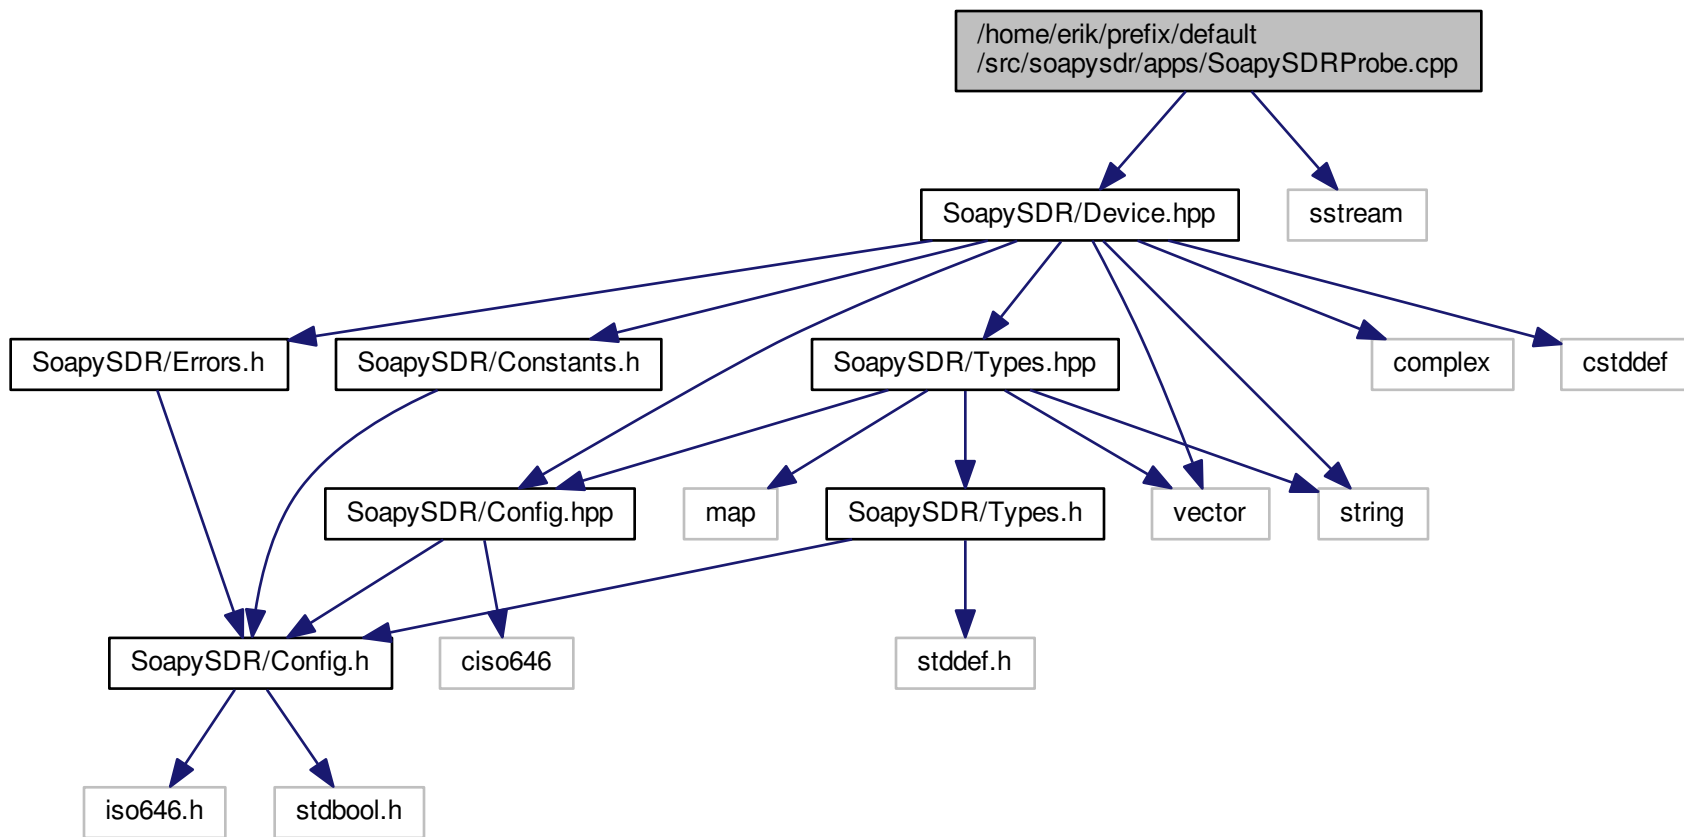 /home/erik/prefix/default
/src/soapysdr/apps/SoapySDRProbe.cpp
SoapySDR/Device.hpp
sstream
SoapySDR/Errors.h
SoapySDR/Constants.h
SoapySDR/Types.hpp
complex
cstddef
SoapySDR/Config.hpp
map
SoapySDR/Types.h
vector
string
SoapySDR/Config.h
ciso646
stddef.h
iso646.h
stdbool.h